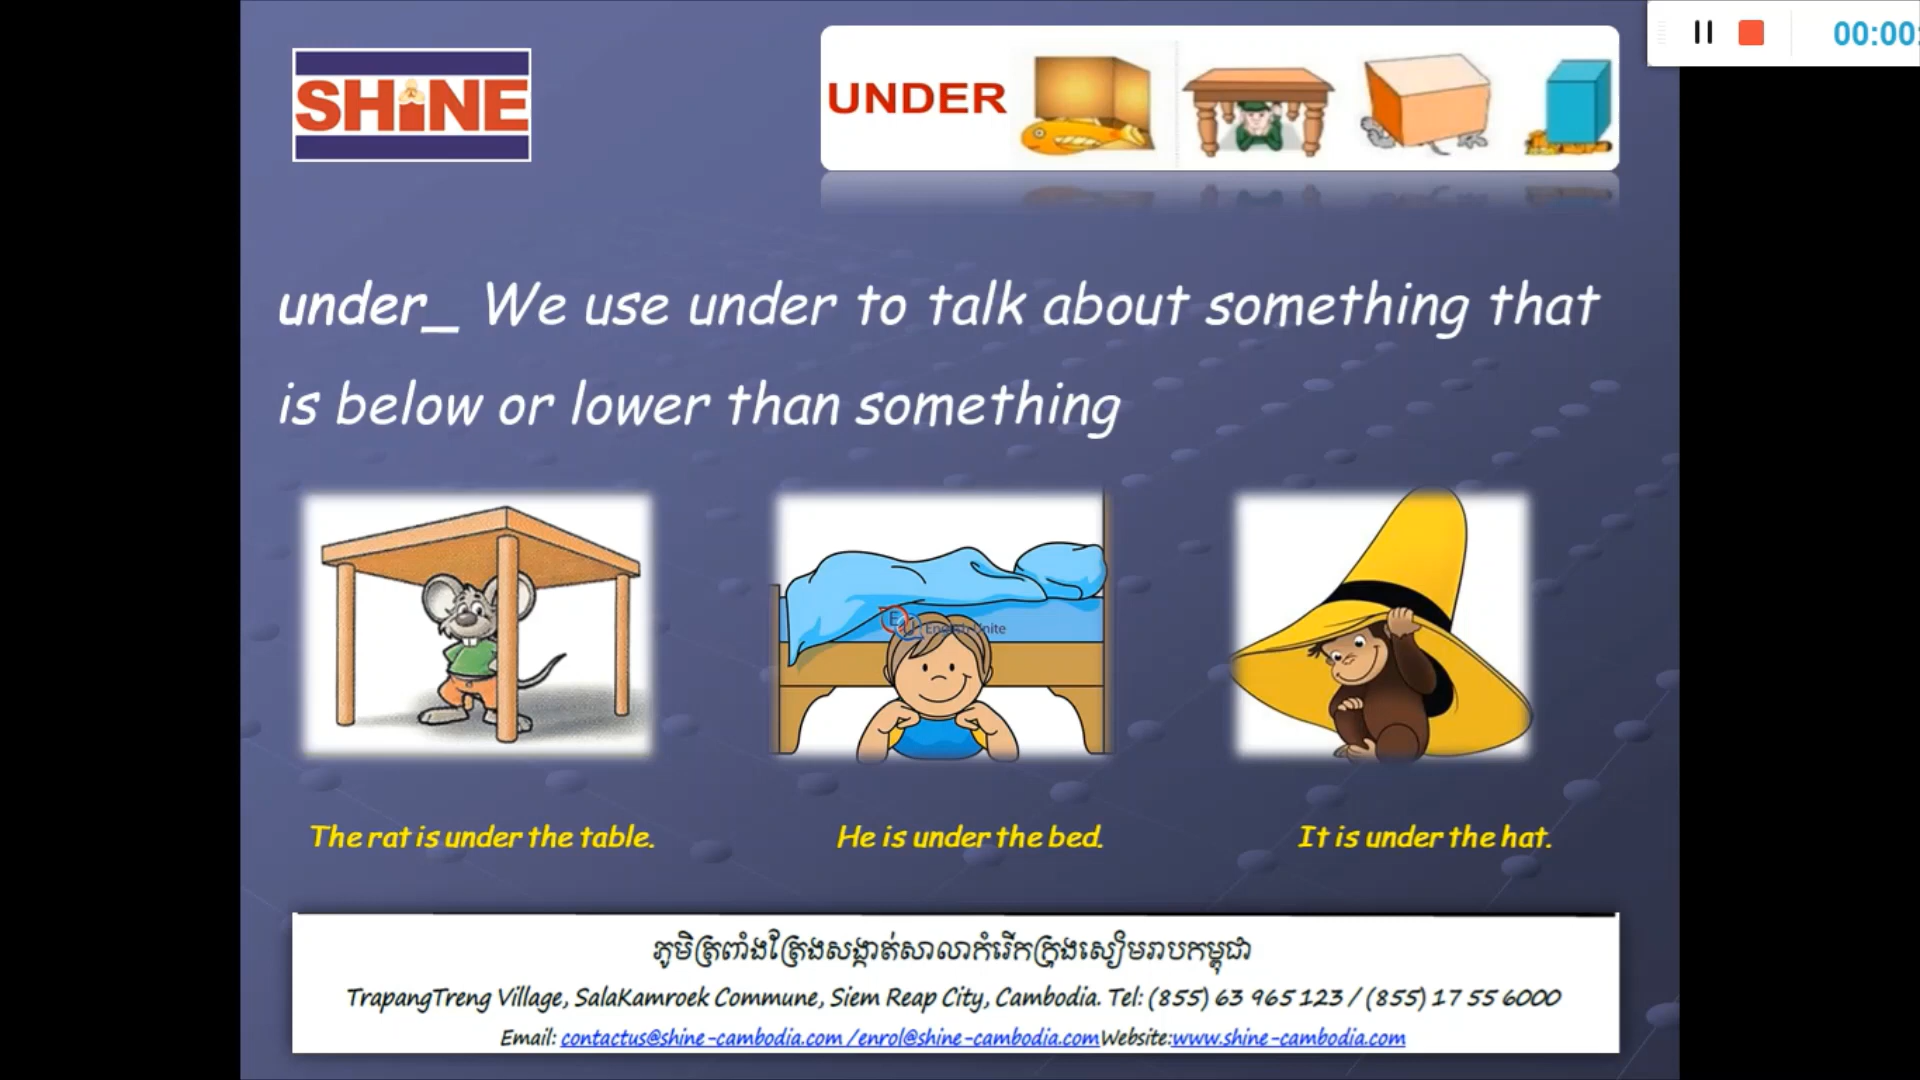 SHiNE
UNDER
00:00:
under_ We use under to talk about something that
is below or lower than something
English Unite
The rat is under the table.
He is under the bed.
It is under the hat.
ភូមិត្រពាំងត្រែងសង្កាត់សាលាកំរើកក្រុងសៀមរាបកម្ពុជា
TrapangTreng Village, SalaKamroek Commune, Siem Reap City, Cambodia. Tel: (855) 63 965 123 / (855) 17 55 6000
Email: contactus@shine-cambodia.com /enrol@shine-cambodia.comWebsite:www.shine-cambodia.com